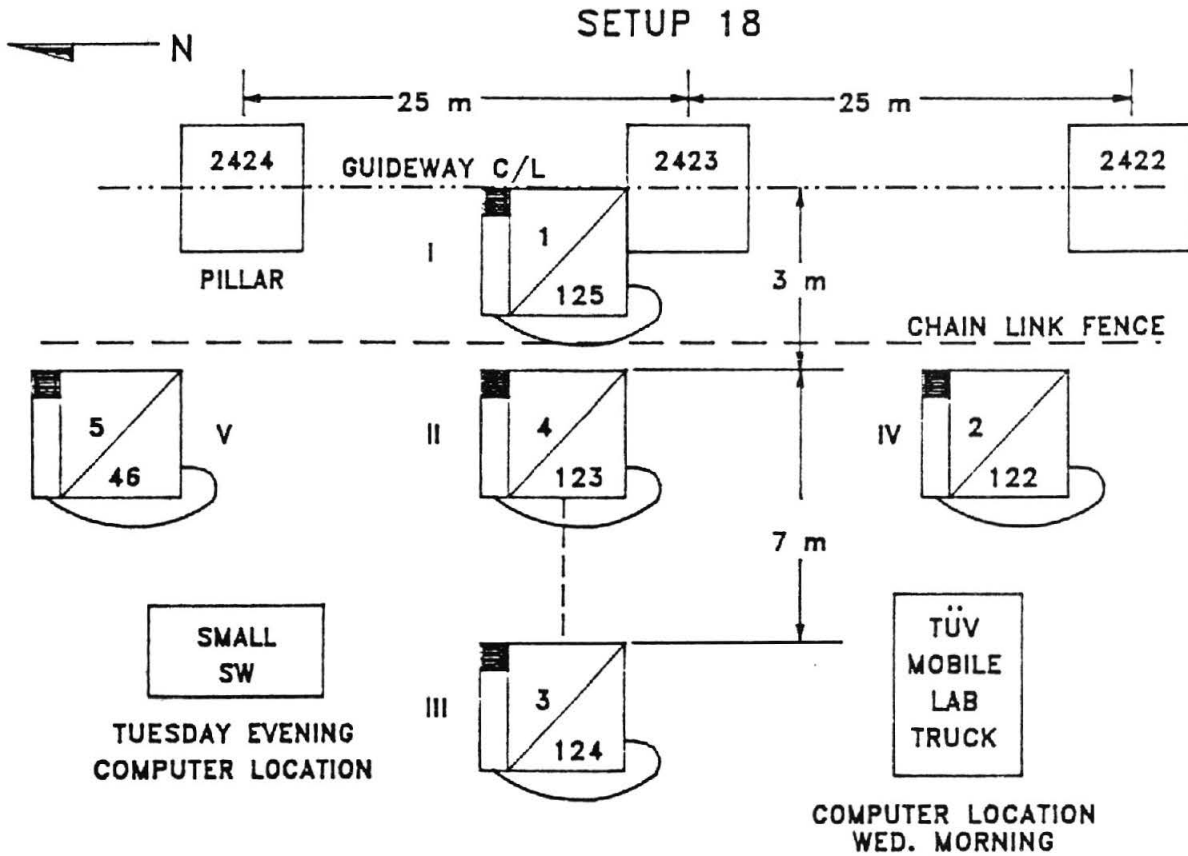 SETUP 18
N
25 m
25 m
2424
GUIDEWAY C/L
2423
2422
I
1
125
PILLAR
3 m
CHAIN LINK FENCE
5
46
V
II
4
123
IV
2
122
7 m
SMALL
SW
TUESDAY EVENING
COMPUTER LOCATION
III
3
124
TÜV
MOBILE
LAB
TRUCK
COMPUTER LOCATION
WED. MORNING